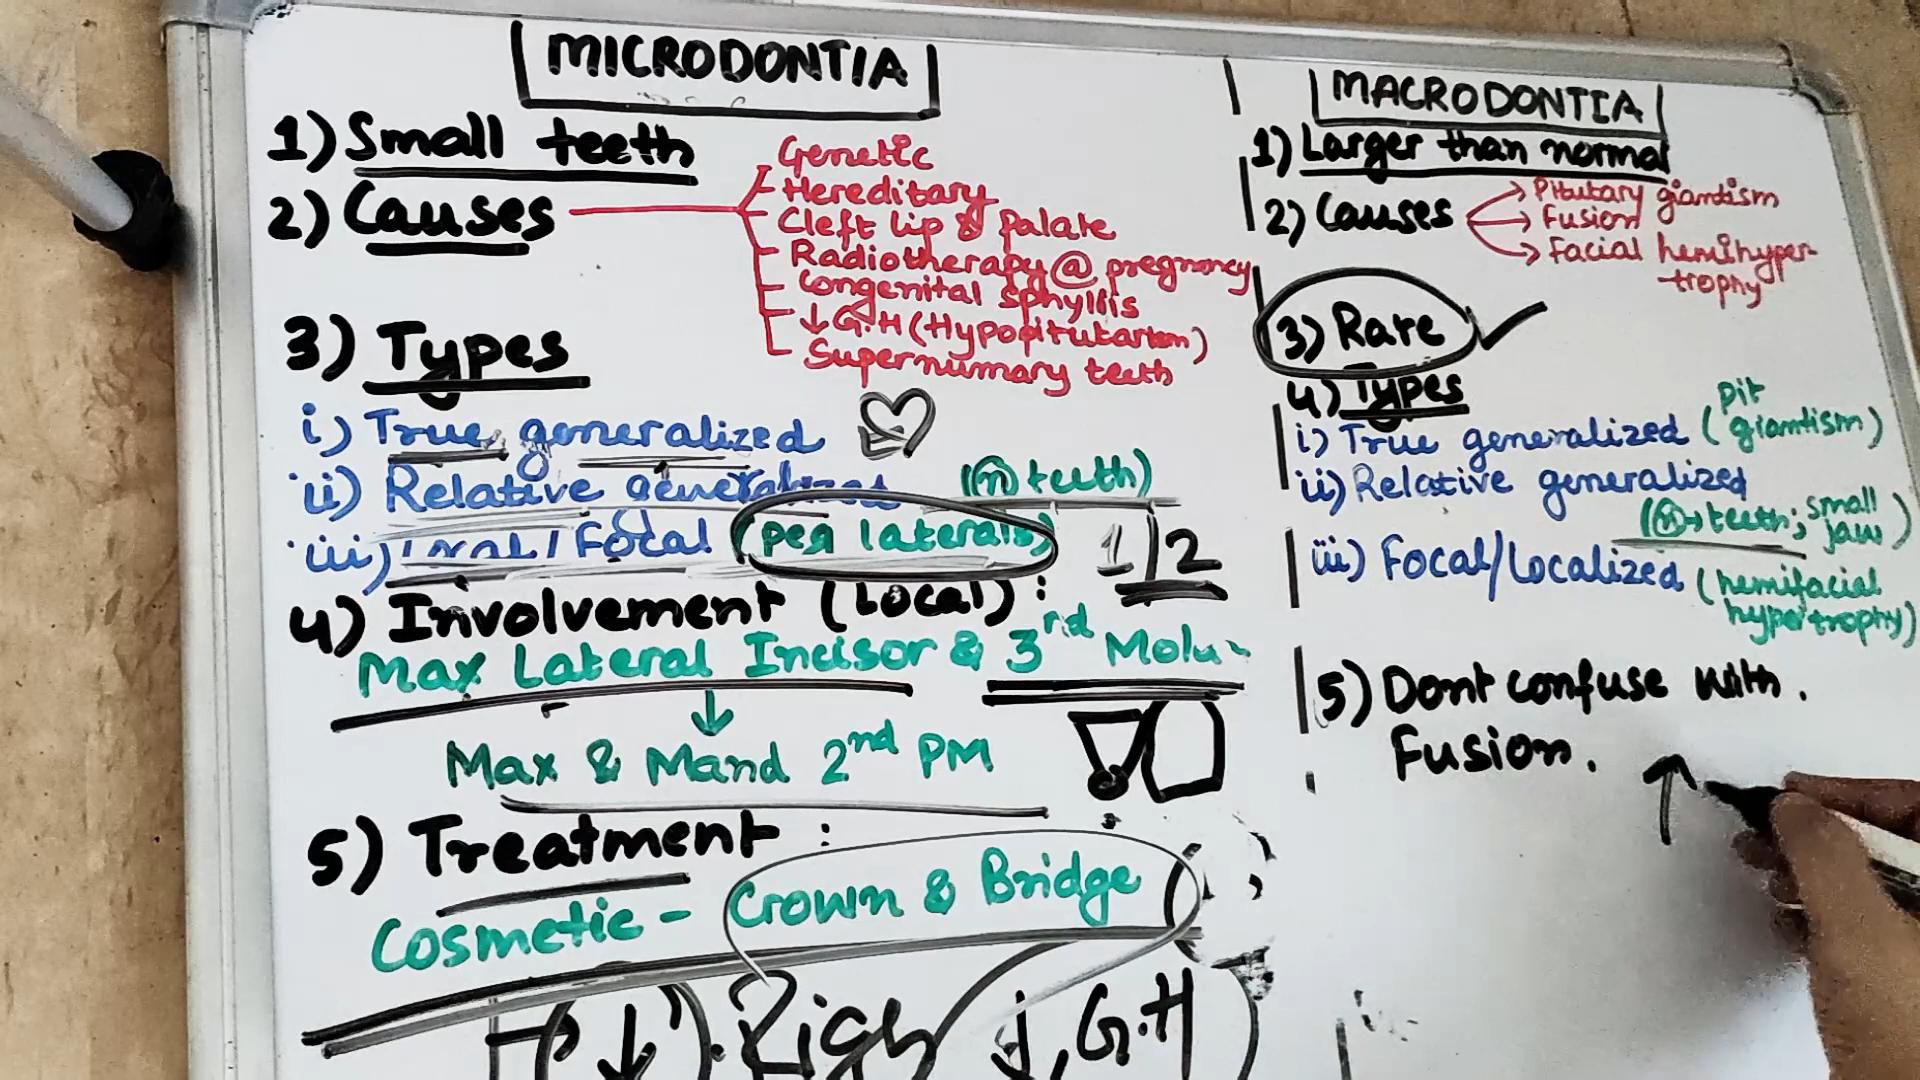 MICRODONTIA
1) Small teeth
2) Causes
Genetic
Hereditary
Cleft lip & Palate
Radiotherapy @ pregnancy
Congenital sphyllis
↓G.H (Hypopitutarism)
Supernumary teeth
3) Types
i) True generalized
ii) Relative generalized (n teeth)
iii) Local / Focal (peg laterals)
1 2
4) Involvement (Local) :
Max Lateral Incisor & 3rd Molar
↓
Max & Mand 2nd PM
5) Treatment :
Cosmetic - Crown & Bridge
↓ G.H
MACRODONTIA
1) Larger than normal
2) Causes
Pitutary giantism
Fusion
Facial hemihyper-
trophy
3) Rare ✓
4) Types
i) True generalized (pit
giantism)
ii) Relative generalized
(n→teeth; small
jaw)
iii) Focal/Localized (hemifacial
hypertrophy)
5) Dont confuse with.
Fusion. ↑